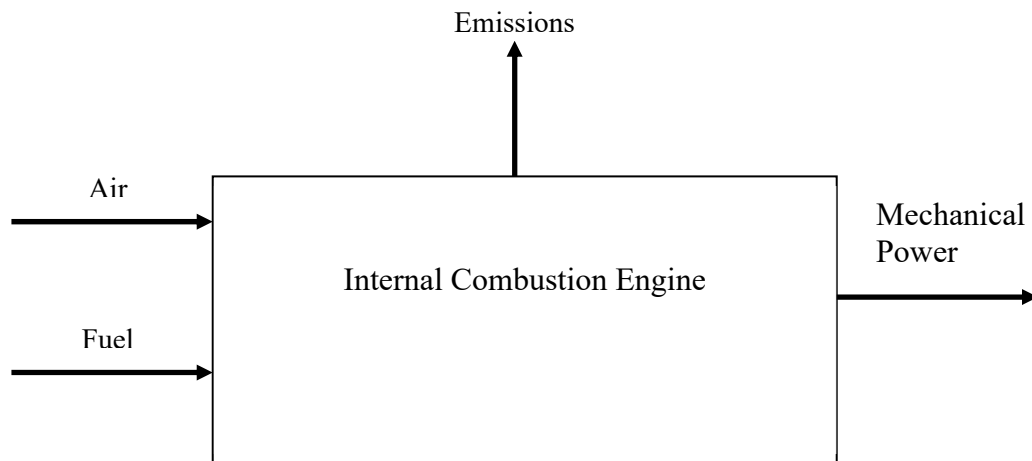 Emissions
Air
Mechanical
Power
Internal Combustion Engine
Fuel